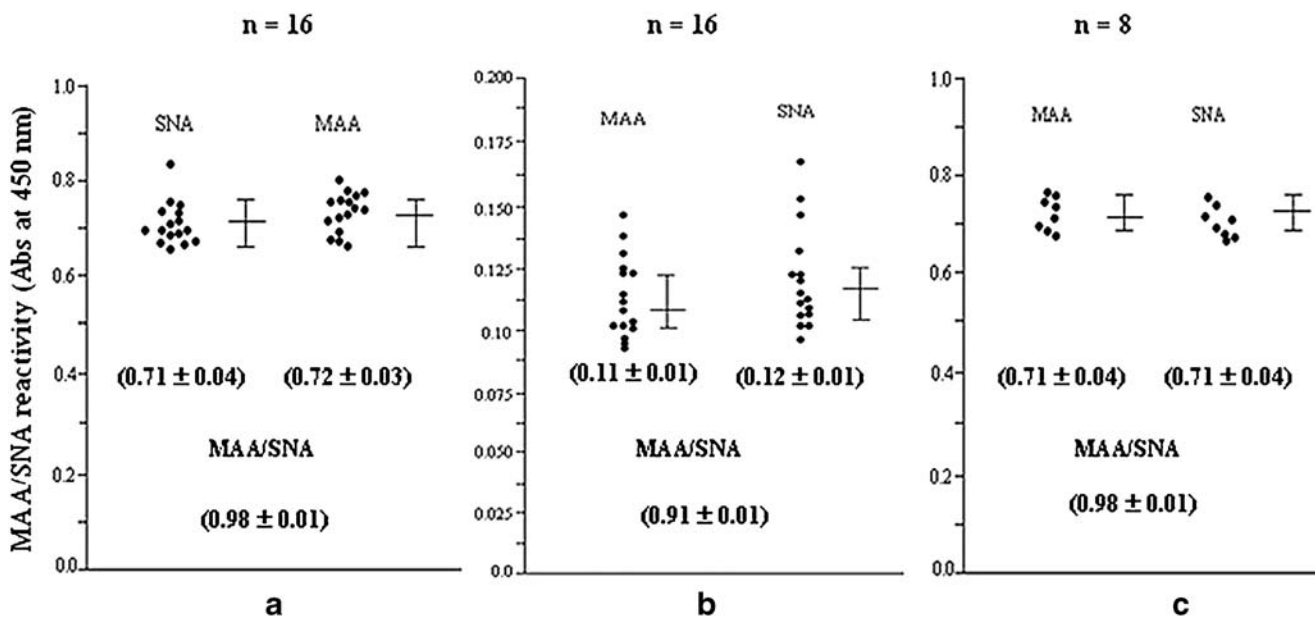 n = 16
n = 16
n = 8
MAA/SNA reactivity (Abs at 450 nm)
1.0
0.8
0.6
0.4
0.2
0.0
SNA
MAA
(0.71 ± 0.04)
(0.72 ± 0.03)
MAA/SNA
(0.98 ± 0.01)
a
0.200
0.175
0.150
0.125
0.100
0.075
0.050
0.025
0.0
MAA
SNA
(0.11 ± 0.01)
(0.12 ± 0.01)
MAA/SNA
(0.91 ± 0.01)
b
1.0
0.8
0.6
0.4
0.2
0.0
MAA
SNA
(0.71 ± 0.04)
(0.71 ± 0.04)
MAA/SNA
(0.98 ± 0.01)
c